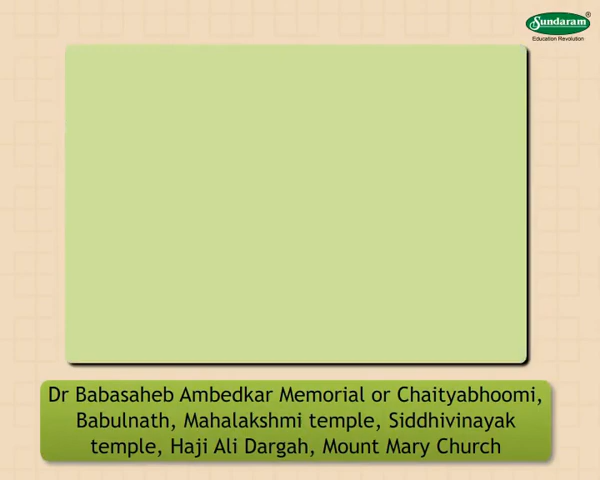 Sundaram®
Education Revolution
Dr Babasaheb Ambedkar Memorial or Chaityabhoomi,
Babulnath, Mahalakshmi temple, Siddhivinayak
temple, Haji Ali Dargah, Mount Mary Church